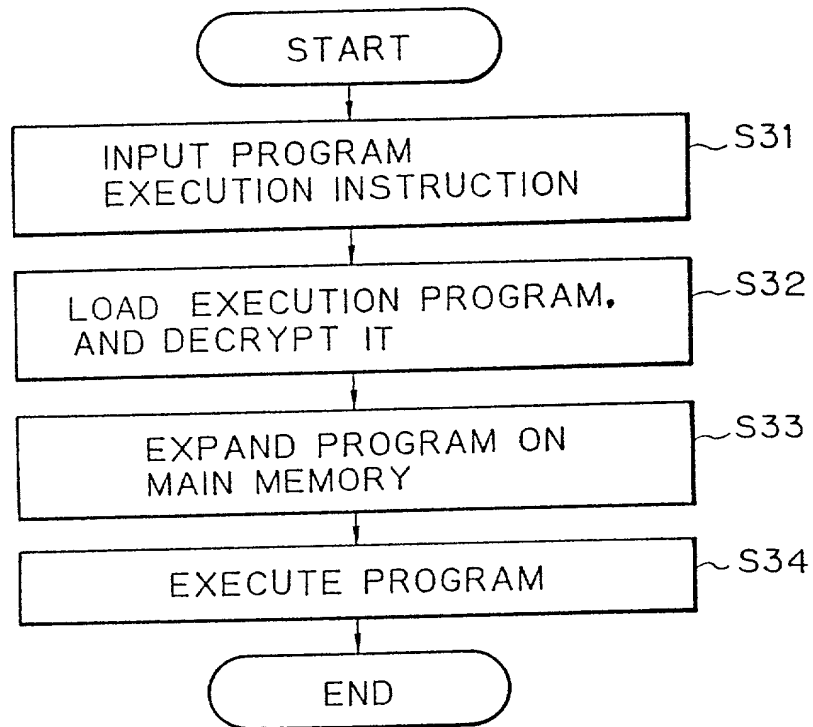 START
INPUT PROGRAM
EXECUTION INSTRUCTION
S31
LOAD EXECUTION PROGRAM.
AND DECRYPT IT
S32
EXPAND PROGRAM ON
MAIN MEMORY
S33
EXECUTE PROGRAM
S34
END